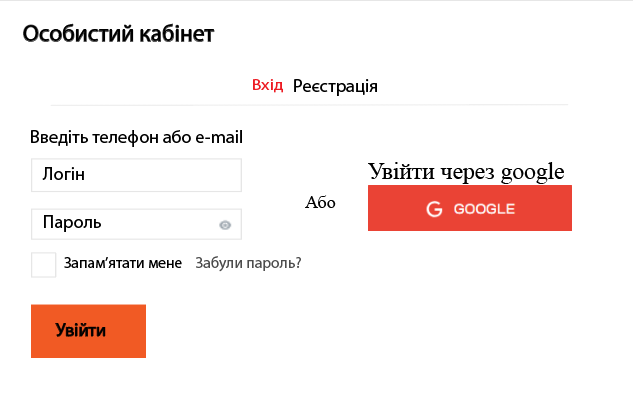 Особистий кабінет
Вхід Реєстрація
Введіть телефон або e-mail
Логін
Пароль
Запам’ятати мене Забули пароль?
Увійти
Або
Увійти через google
G GOOGLE